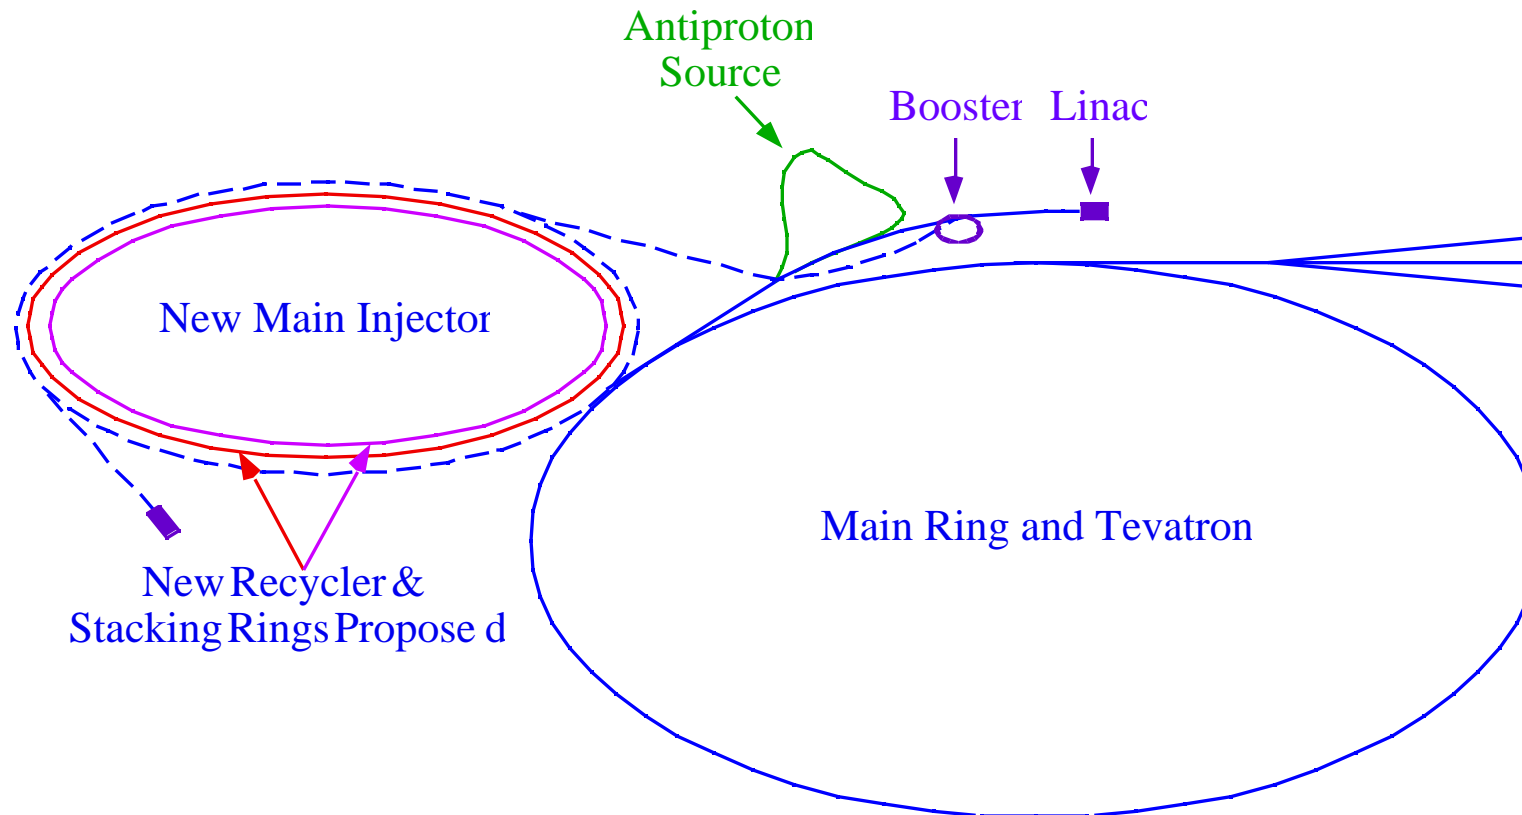 Antiproton
Source
Booster Linac
New Main Injector
Main Ring and Tevatron
New Recycler &
Stacking Rings Propose d